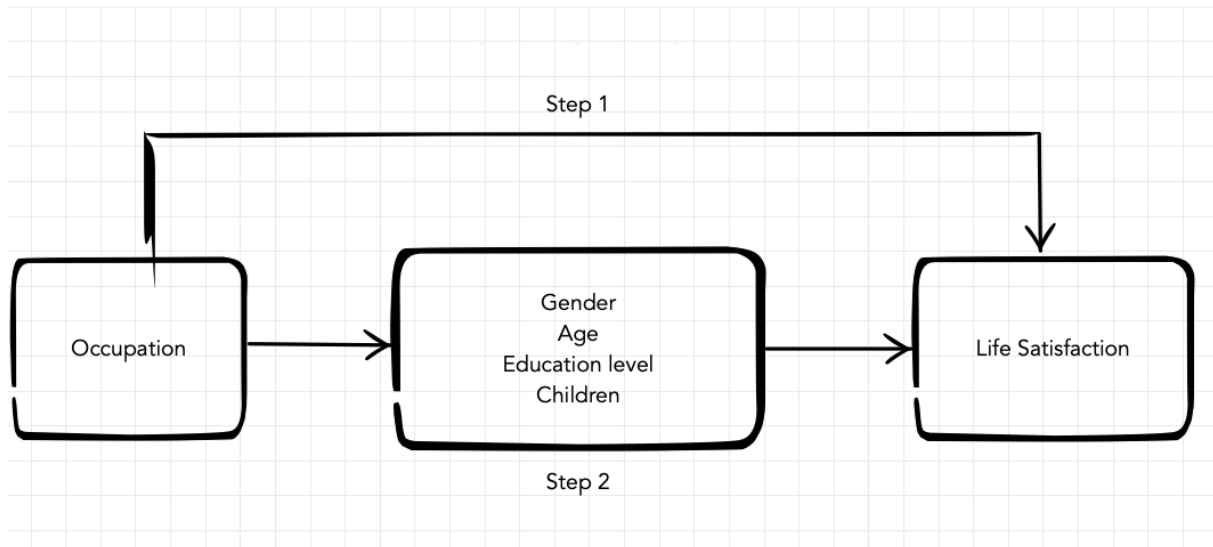 Step 1
Occupation
Gender
Age
Education level
Children
Life Satisfaction
Step 2